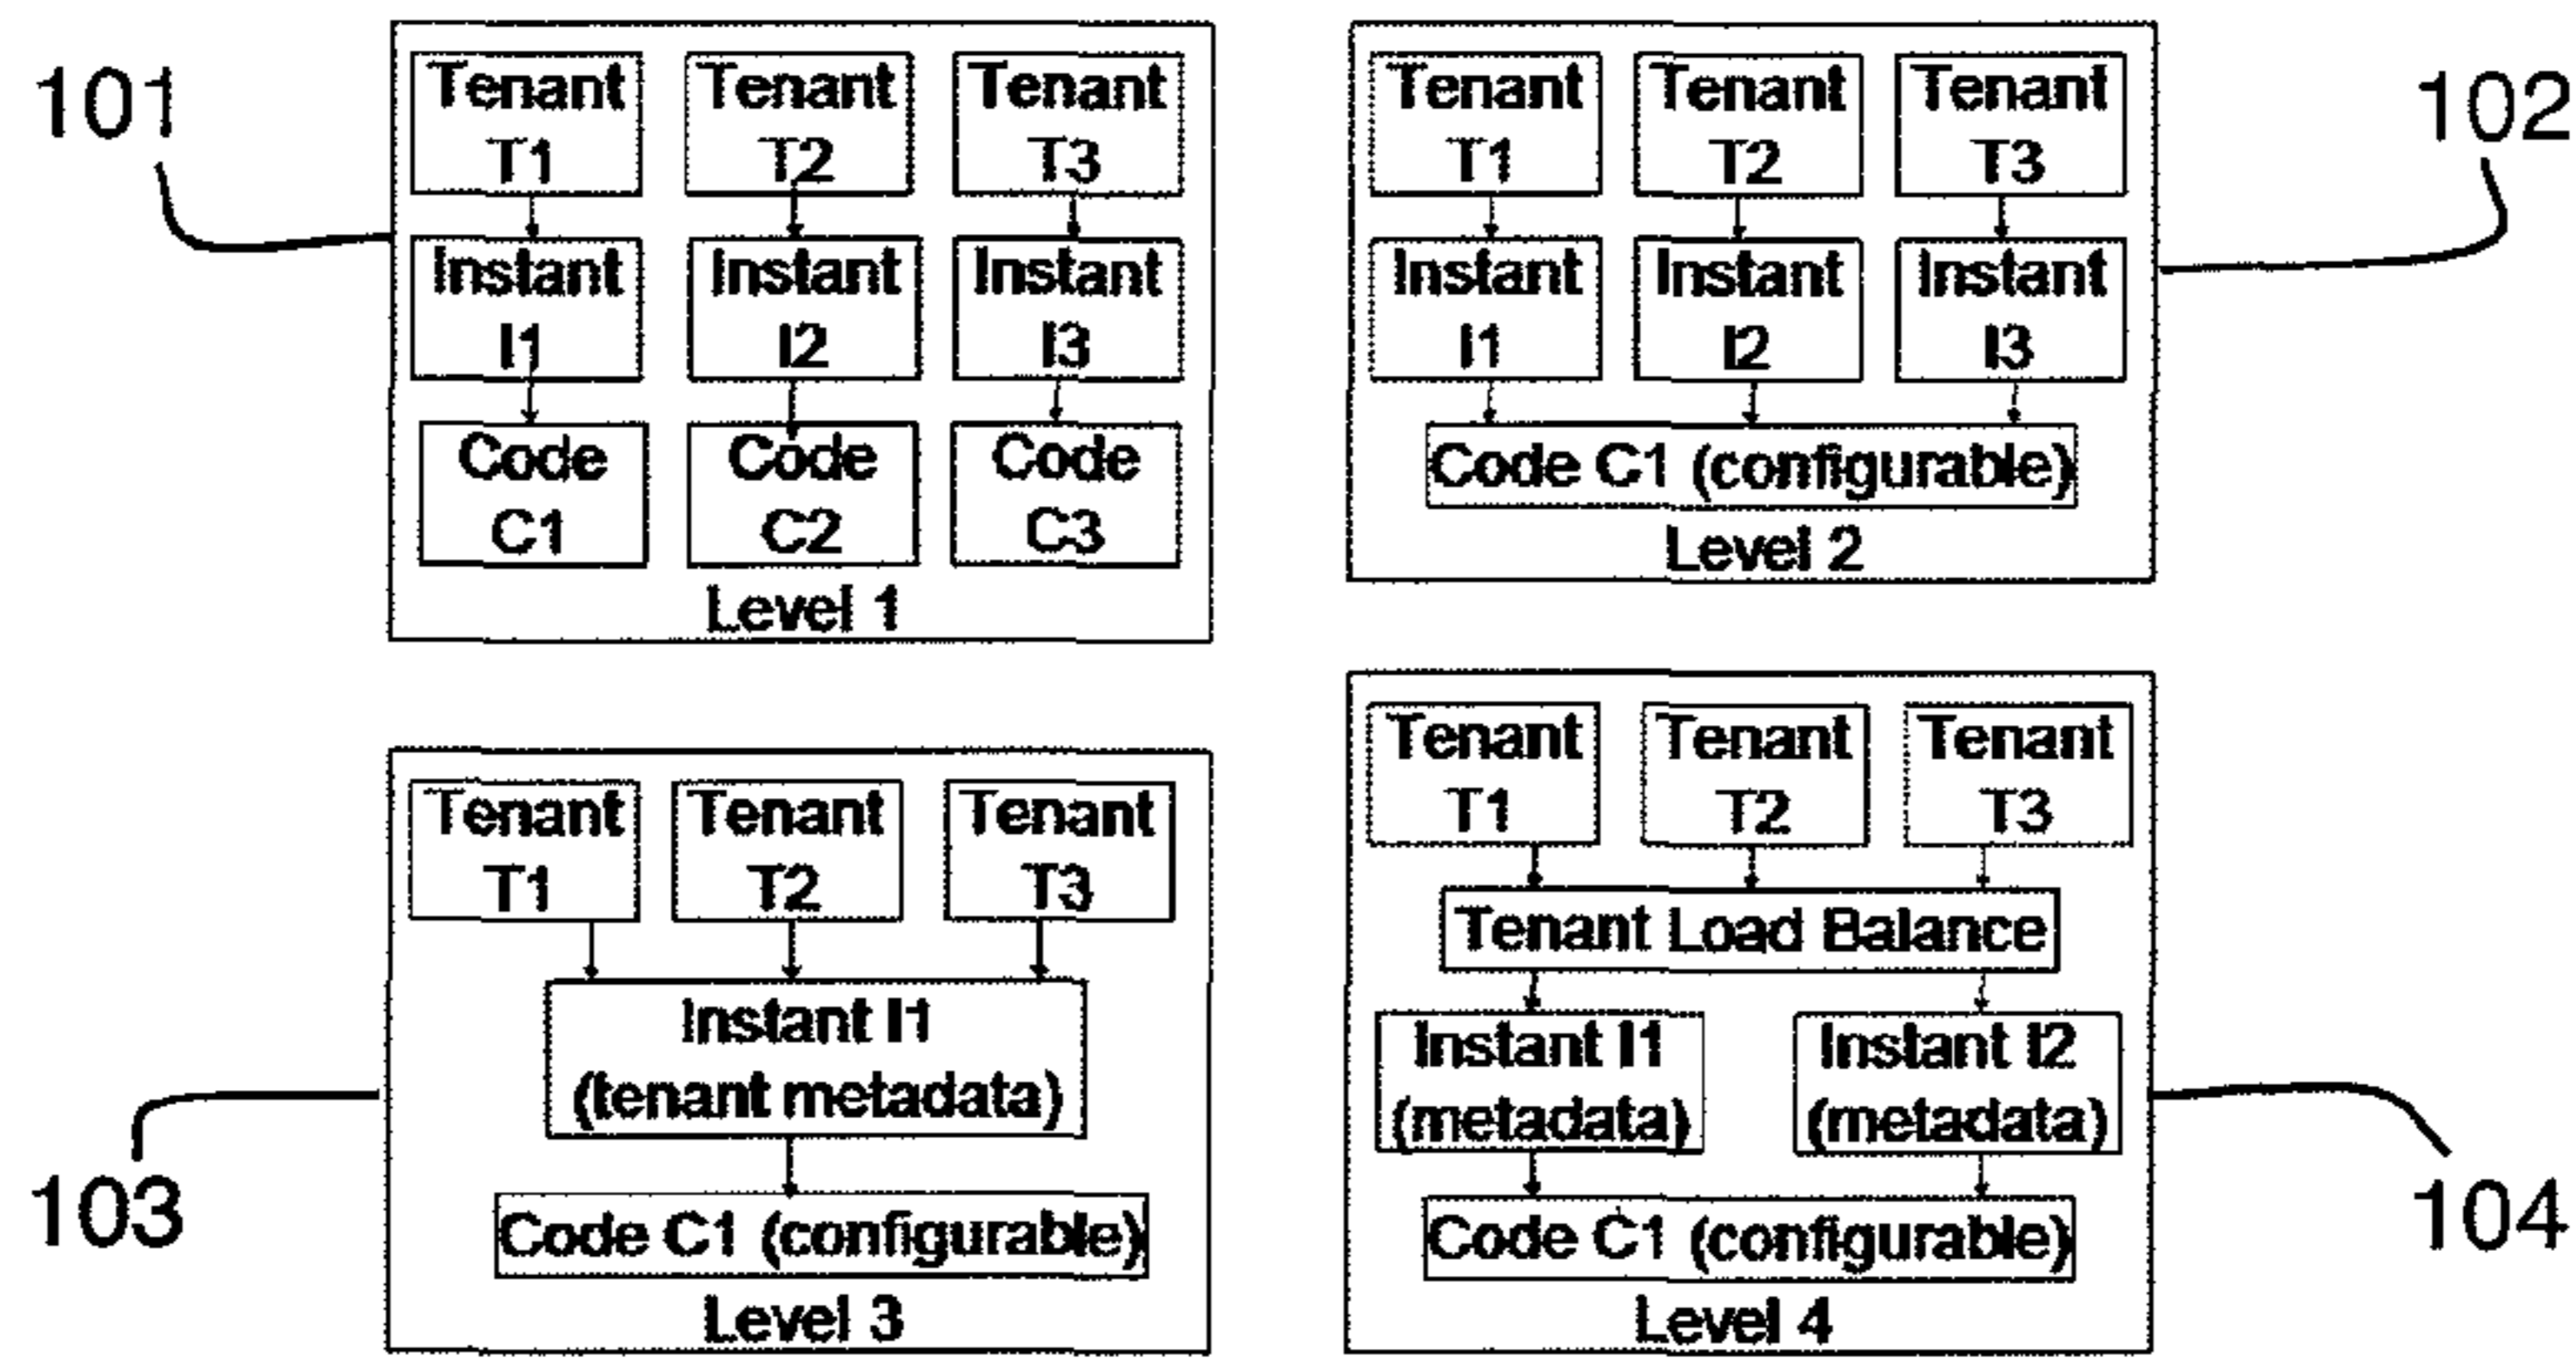 101
Tenant T1
Tenant T2
Tenant T3
Instant I1
Instant I2
Instant I3
Code C1
Code C2
Code C3
Level 1
102
Tenant T1
Tenant T2
Tenant T3
Instant I1
Instant I2
Instant I3
Code C1 (configurable)
Level 2
103
Tenant T1
Tenant T2
Tenant T3
Instant I1
(tenant metadata)
Code C1 (configurable)
Level 3
104
Tenant T1
Tenant T2
Tenant T3
Tenant Load Balance
Instant I1
(metadata)
Instant I2
(metadata)
Code C1 (configurable)
Level 4